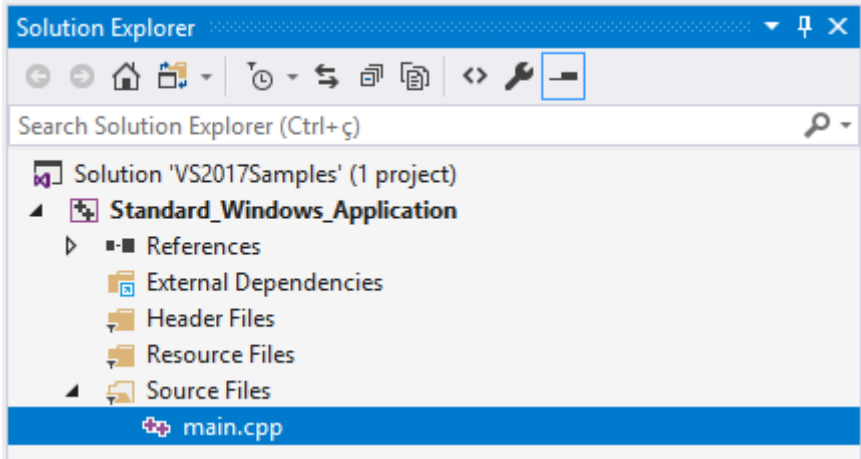 Solution Explorer
Search Solution Explorer (Ctrl+ç)
Solution 'VS2017Samples' (1 project)
Standard_Windows_Application
References
External Dependencies
Header Files
Resource Files
Source Files
main.cpp